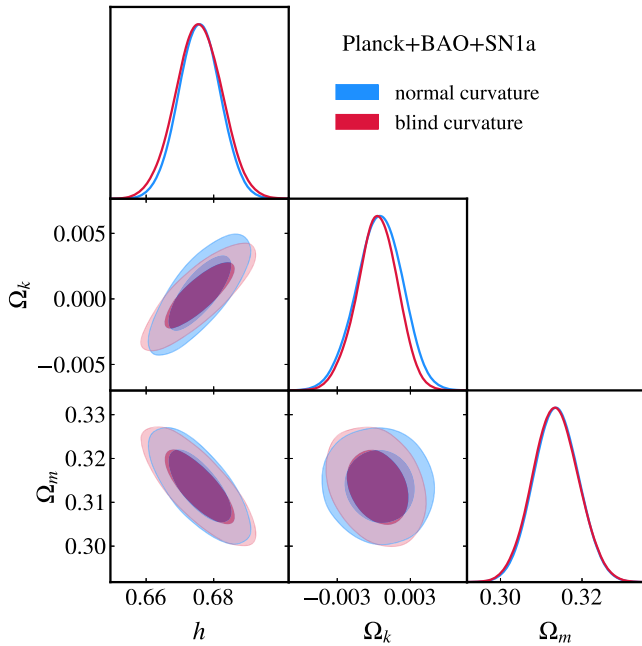 Planck+BAO+SN1a
normal curvature
blind curvature
0.005
0.000
−0.005
Ωk
0.33
0.32
0.31
0.30
Ωm
0.66 0.68
h
−0.003 0.003
Ωk
0.30 0.32
Ωm